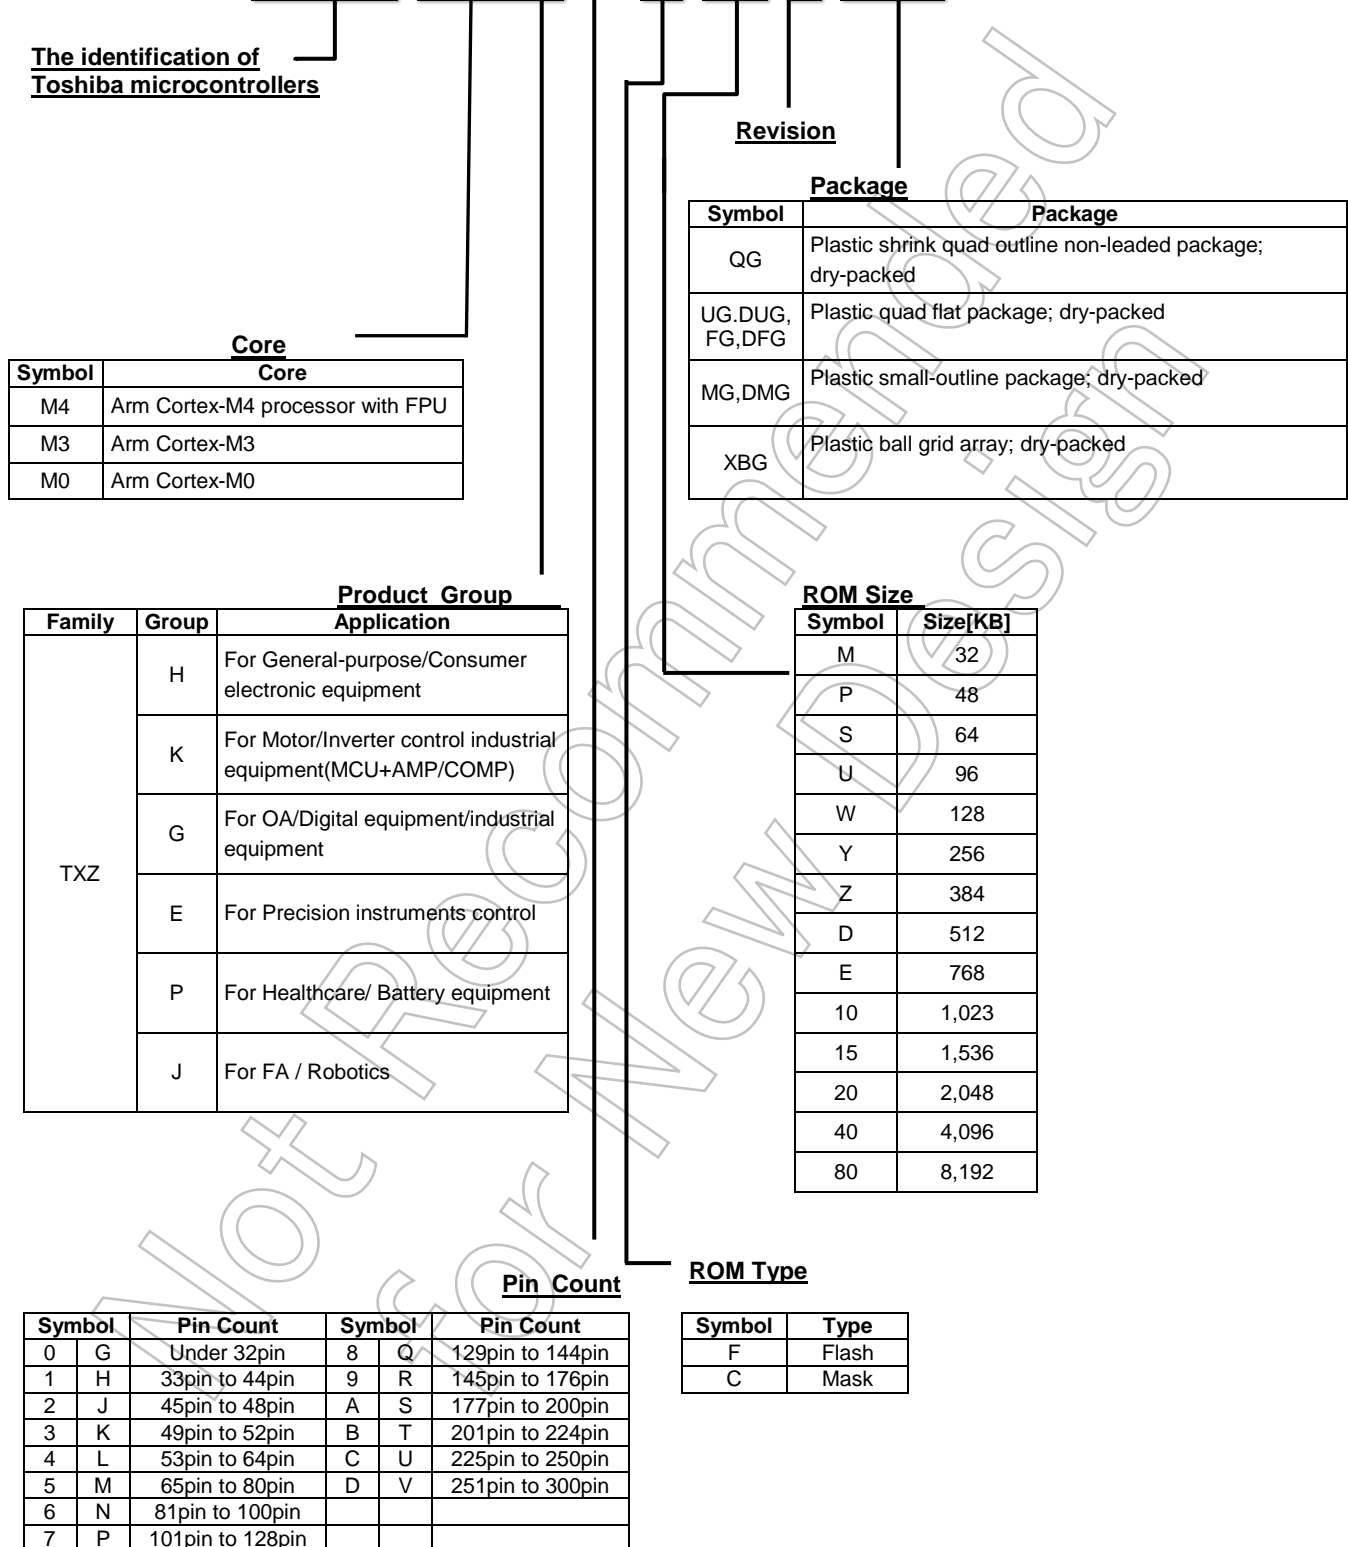 The identification of
Toshiba microcontrollers
Revision
Package
Symbol Package
QG Plastic shrink quad outline non-leaded package;
dry-packed
UG.DUG, Plastic quad flat package; dry-packed
FG,DFG
MG,DMG Plastic small-outline package; dry-packed
XBG Plastic ball grid array; dry-packed
Core
Symbol Core
M4 Arm Cortex-M4 processor with FPU
M3 Arm Cortex-M3
M0 Arm Cortex-M0
Product Group
Family Group Application
TXZ
H For General-purpose/Consumer
electronic equipment
K For Motor/Inverter control industrial
equipment(MCU+AMP/COMP)
G For OA/Digital equipment/industrial
equipment
E For Precision instruments control
P For Healthcare/ Battery equipment
J For FA / Robotics
ROM Size
Symbol Size[KB]
M 32
P 48
S 64
U 96
W 128
Y 256
Z 384
D 512
E 768
10 1,023
15 1,536
20 2,048
40 4,096
80 8,192
Pin Count
Symbol Pin Count Symbol Pin Count
0 G Under 32pin 8 Q 129pin to 144pin
1 H 33pin to 44pin 9 R 145pin to 176pin
2 J 45pin to 48pin A S 177pin to 200pin
3 K 49pin to 52pin B T 201pin to 224pin
4 L 53pin to 64pin C U 225pin to 250pin
5 M 65pin to 80pin D V 251pin to 300pin
6 N 81pin to 100pin
7 P 101pin to 128pin
ROM Type
Symbol Type
F Flash
C Mask
Not Recommended
for New Design